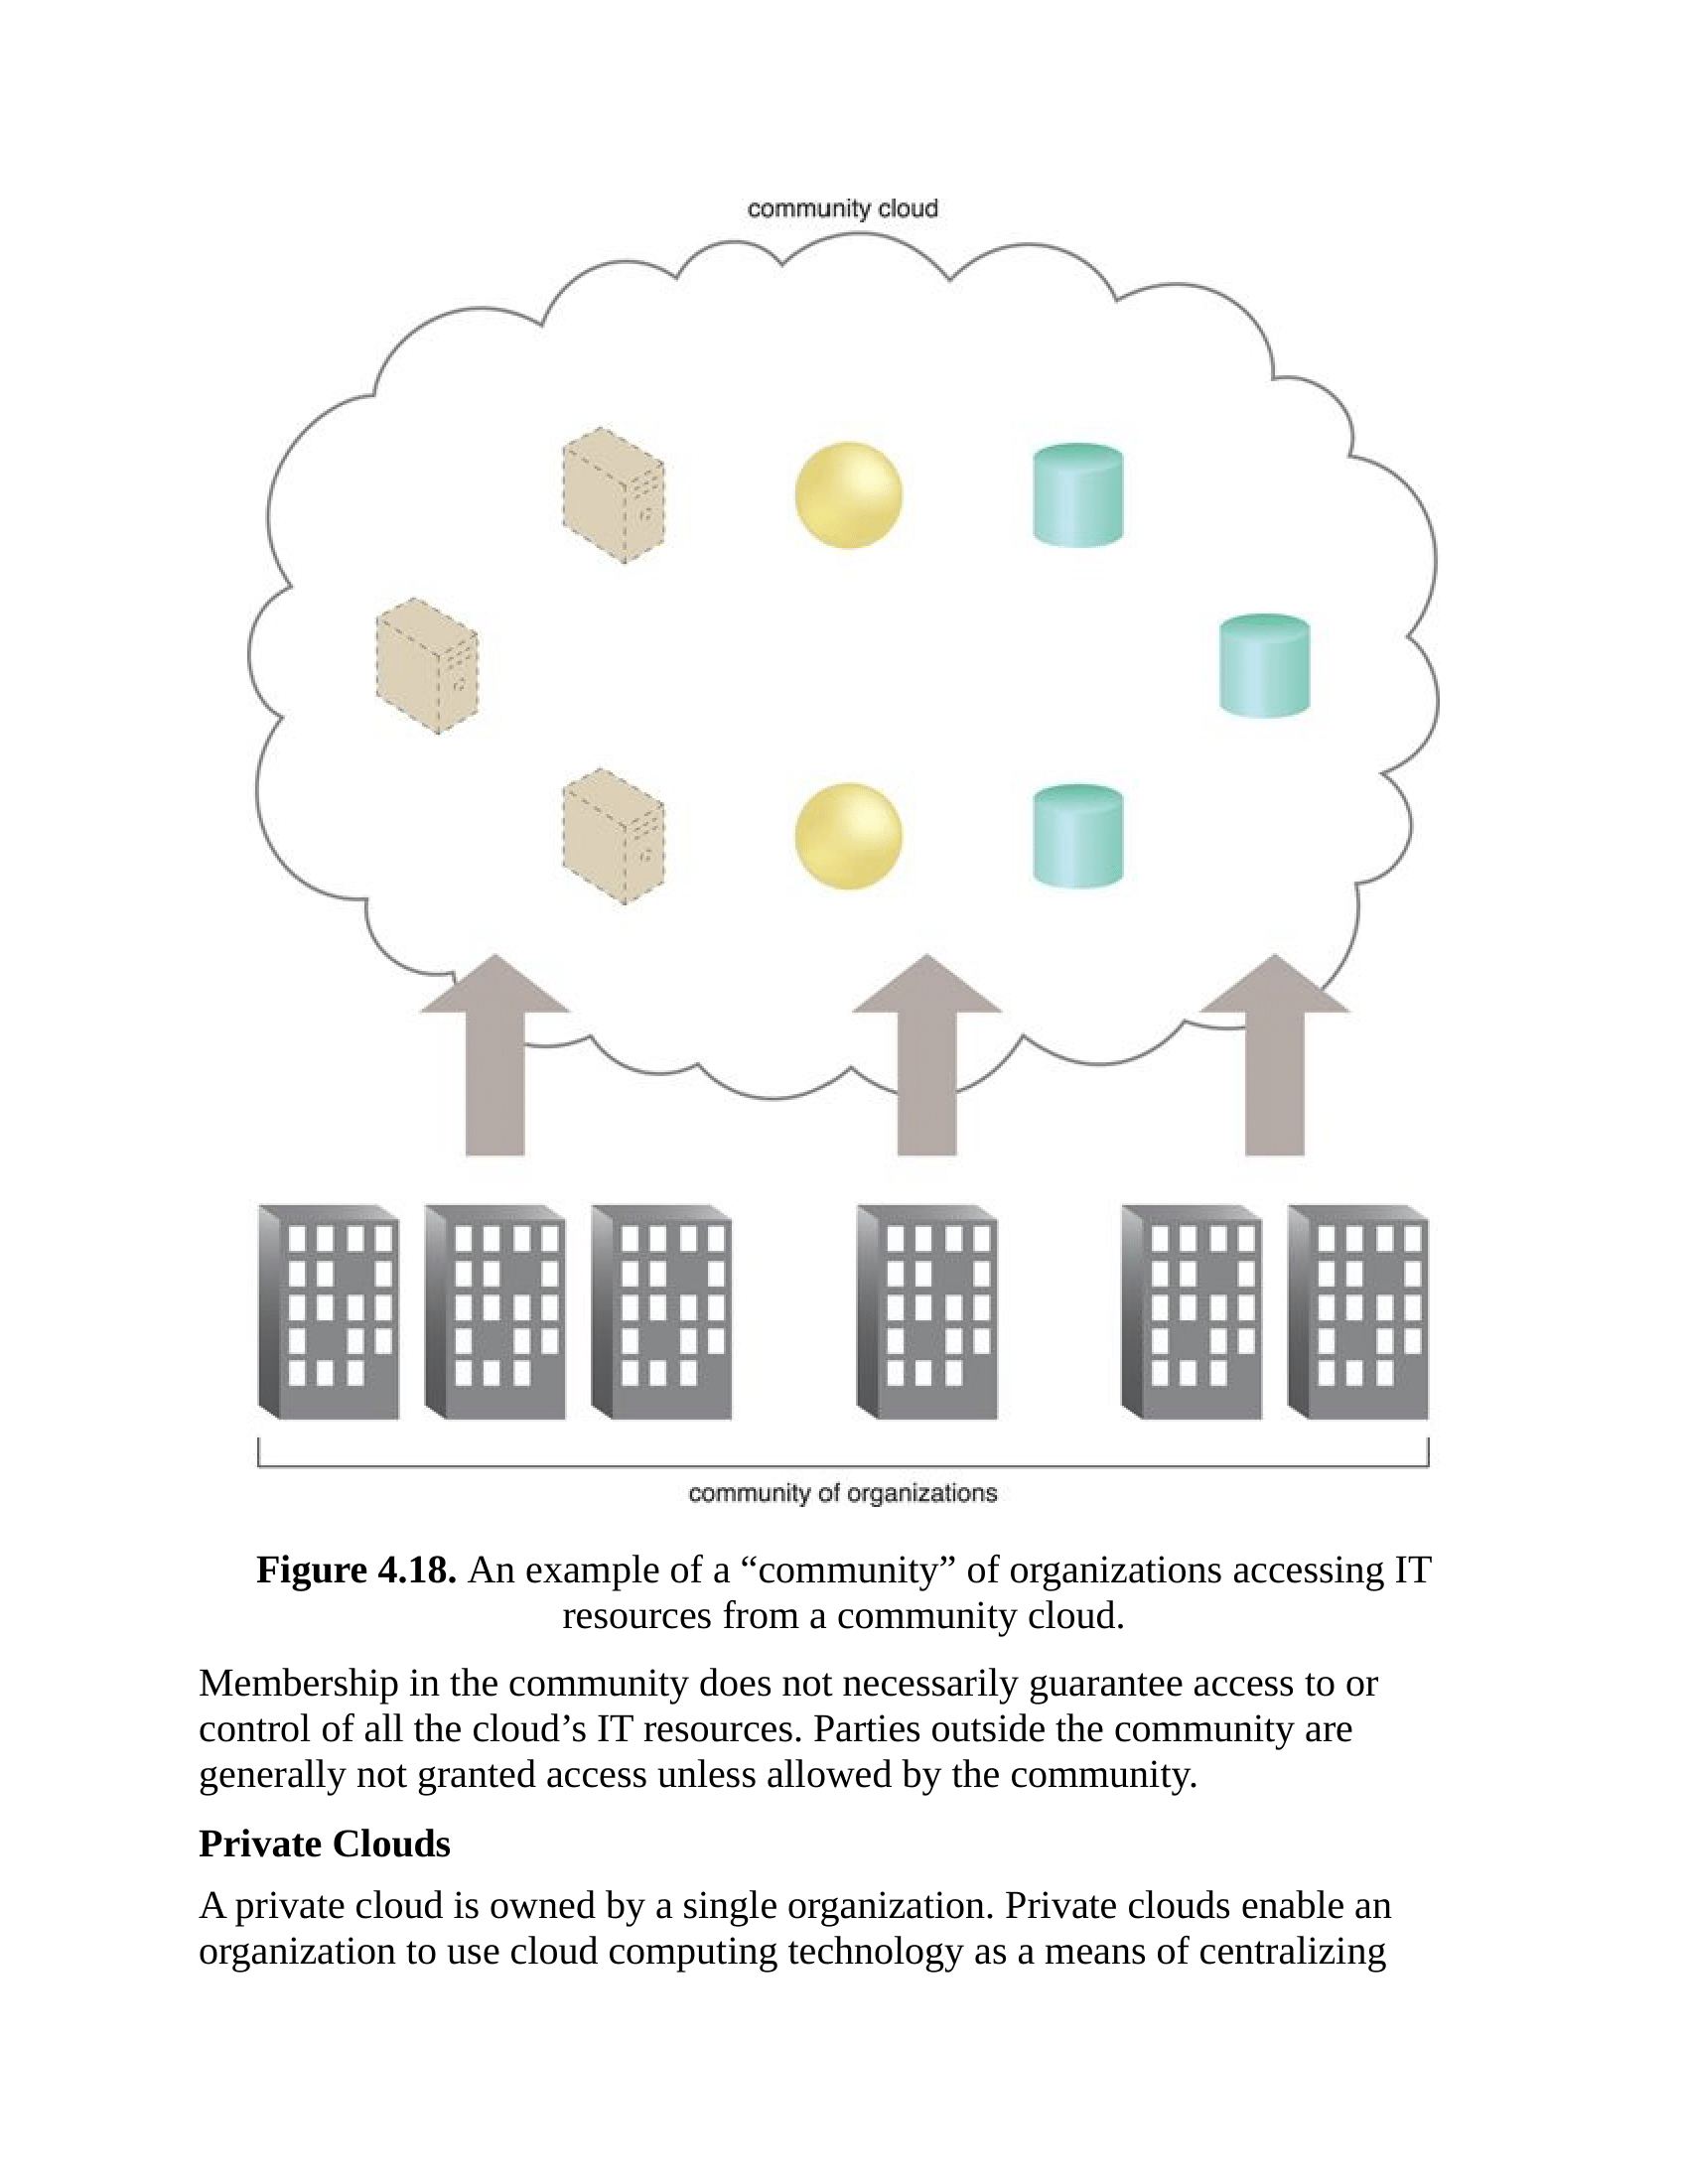 community cloud
community of organizations
Figure 4.18. An example of a “community” of organizations accessing IT
resources from a community cloud.
Membership in the community does not necessarily guarantee access to or
control of all the cloud’s IT resources. Parties outside the community are
generally not granted access unless allowed by the community.
Private Clouds
A private cloud is owned by a single organization. Private clouds enable an
organization to use cloud computing technology as a means of centralizing